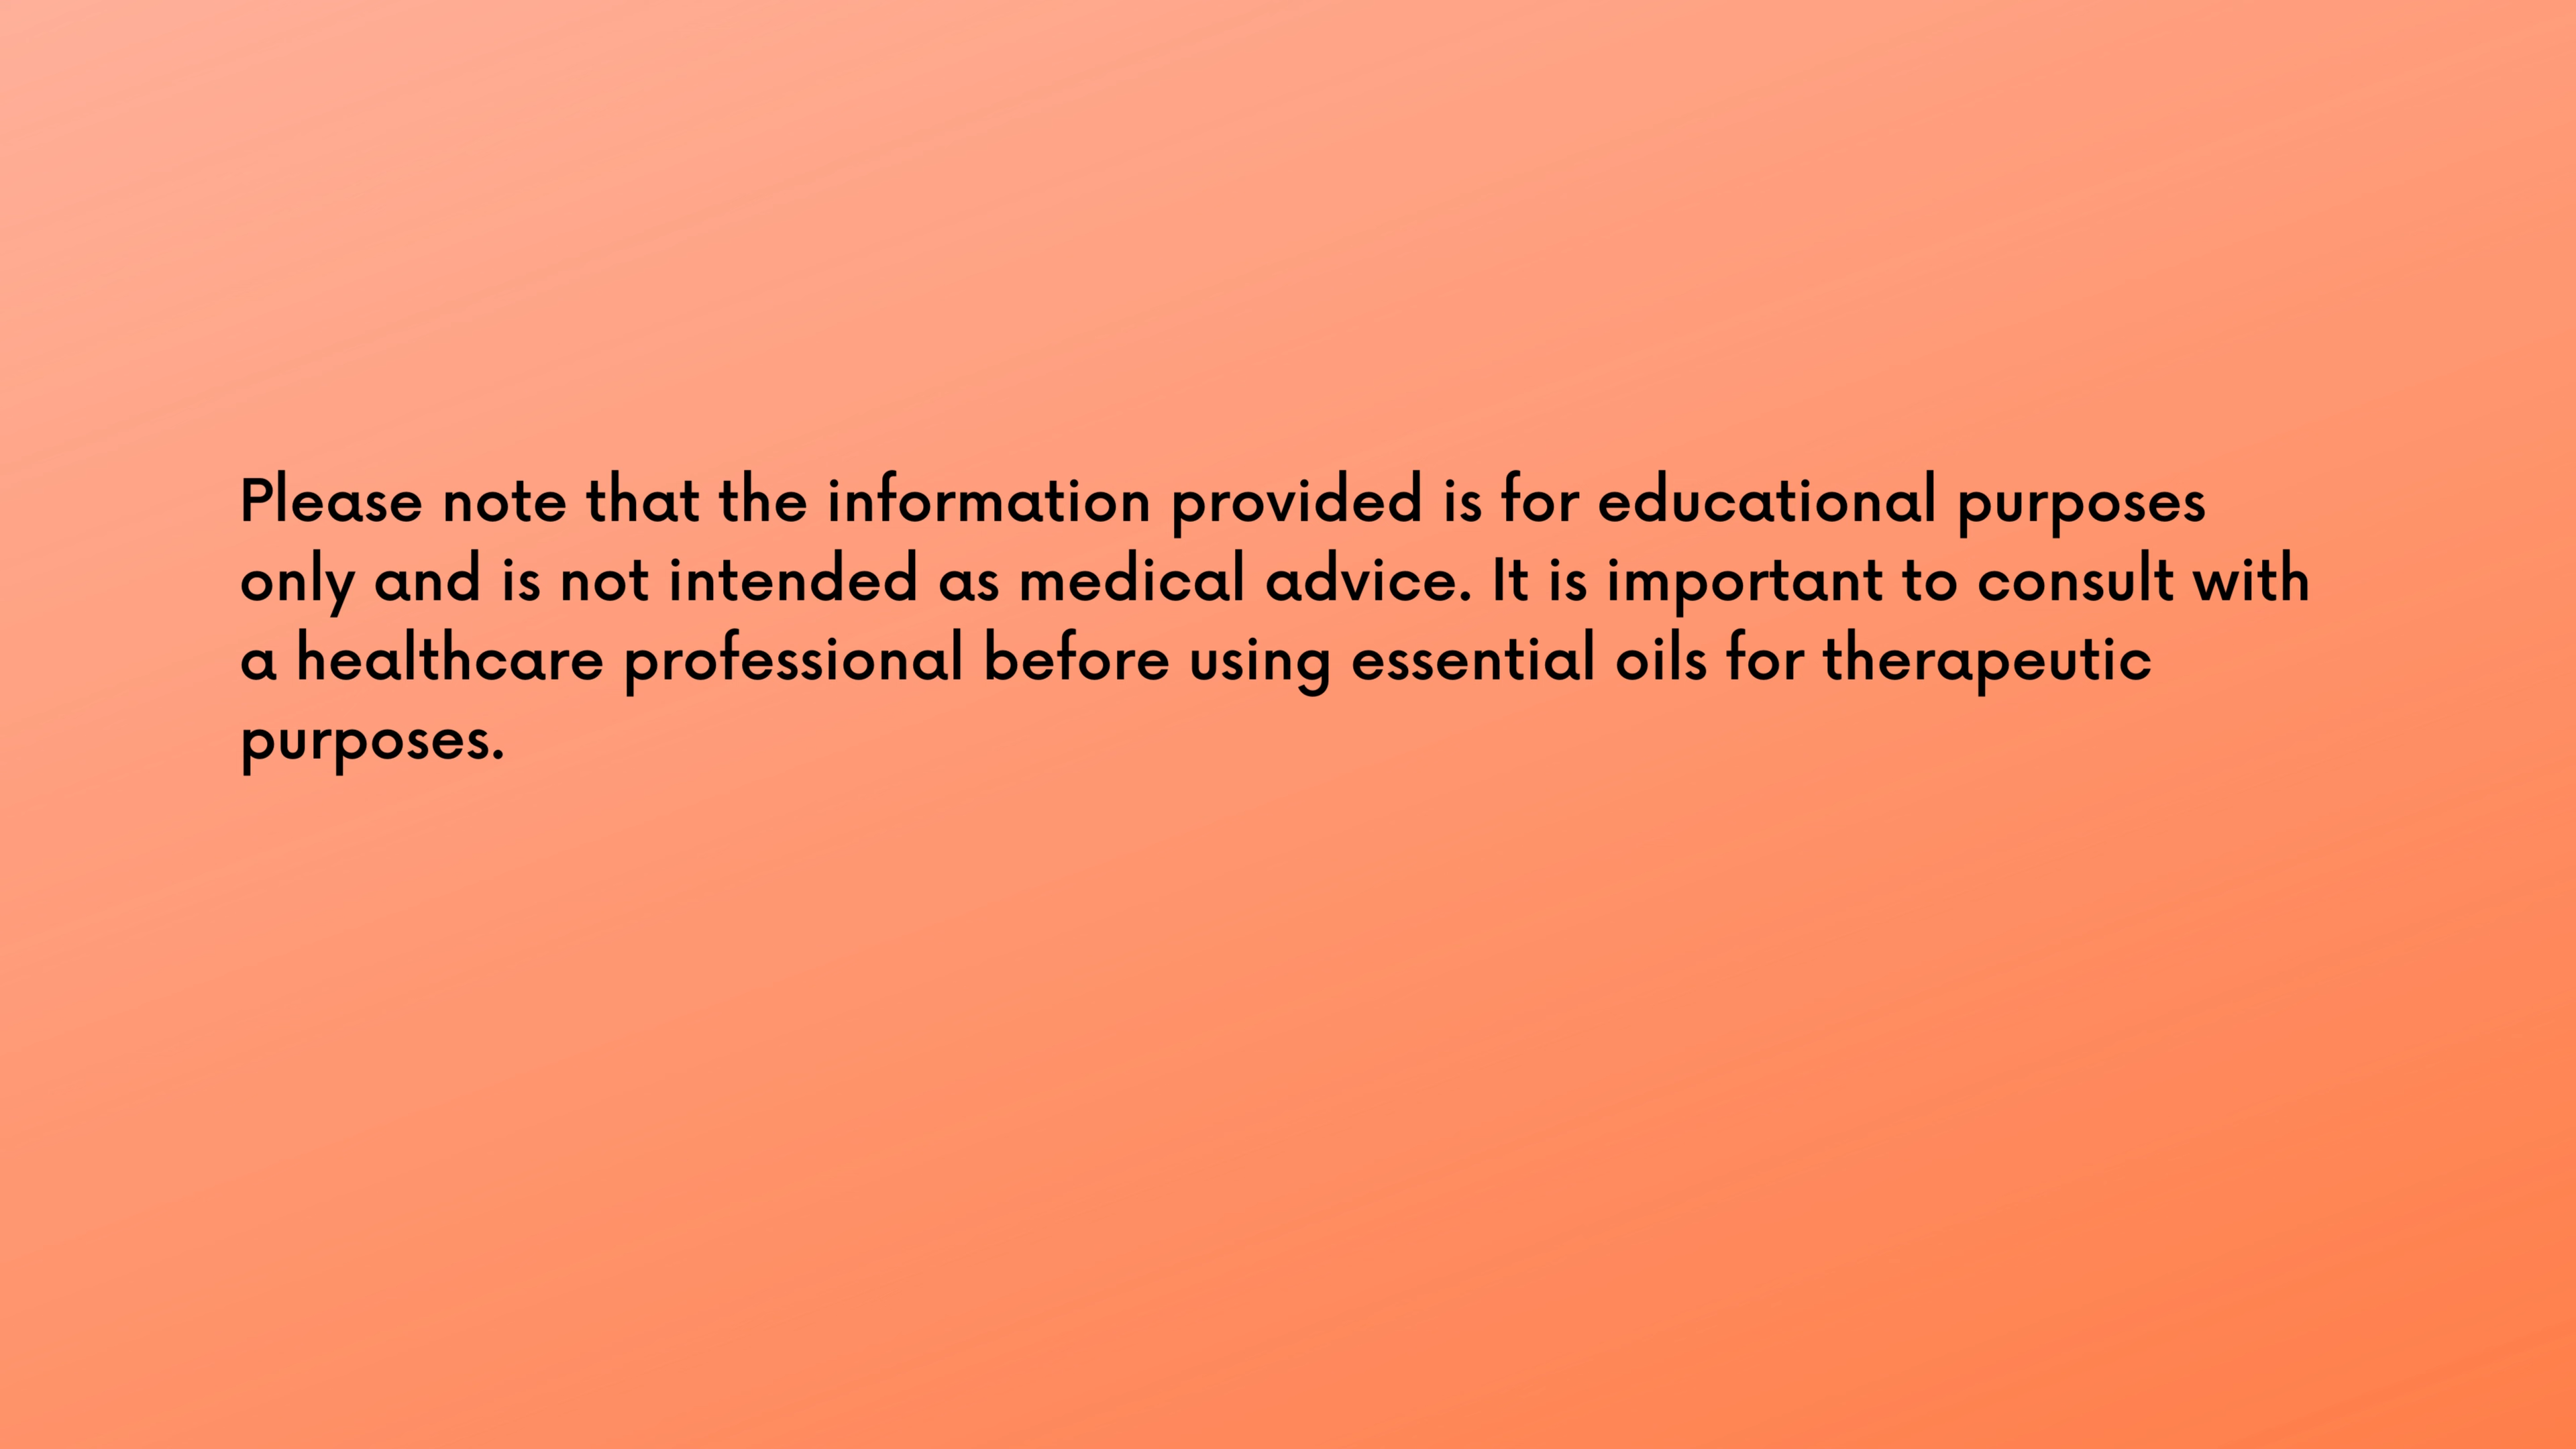 Please note that the information provided is for educational purposes
only and is not intended as medical advice. It is important to consult with
a healthcare professional before using essential oils for therapeutic
purposes.